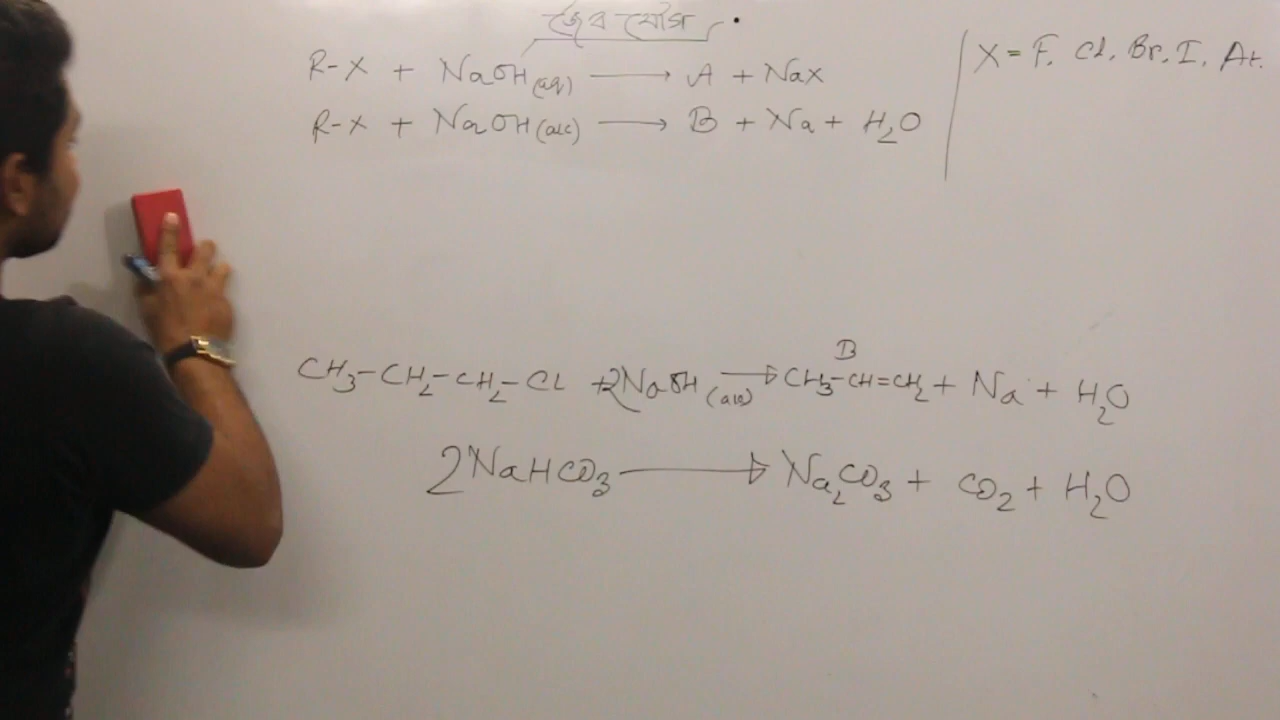 জৈব যৌগ
R-X + NaOH(aq) → A + NaX
R-X + NaOH(alc) → B + Na + H₂O
X = F, Cl, Br, I, At.
B
CH₃-CH₂-CH₂-Cl + 2NaOH(alc) → CH₃-CH=CH₂ + Na + H₂O
2NaHCO₃ → Na₂CO₃ + CO₂ + H₂O